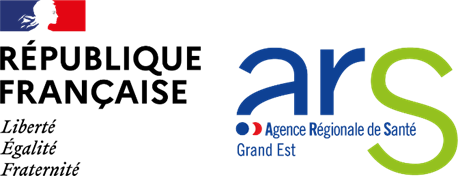 RÉPUBLIQUE
FRANÇAISE
Liberté
Égalité
Fraternité
ars
Agence Régionale de Santé
Grand Est